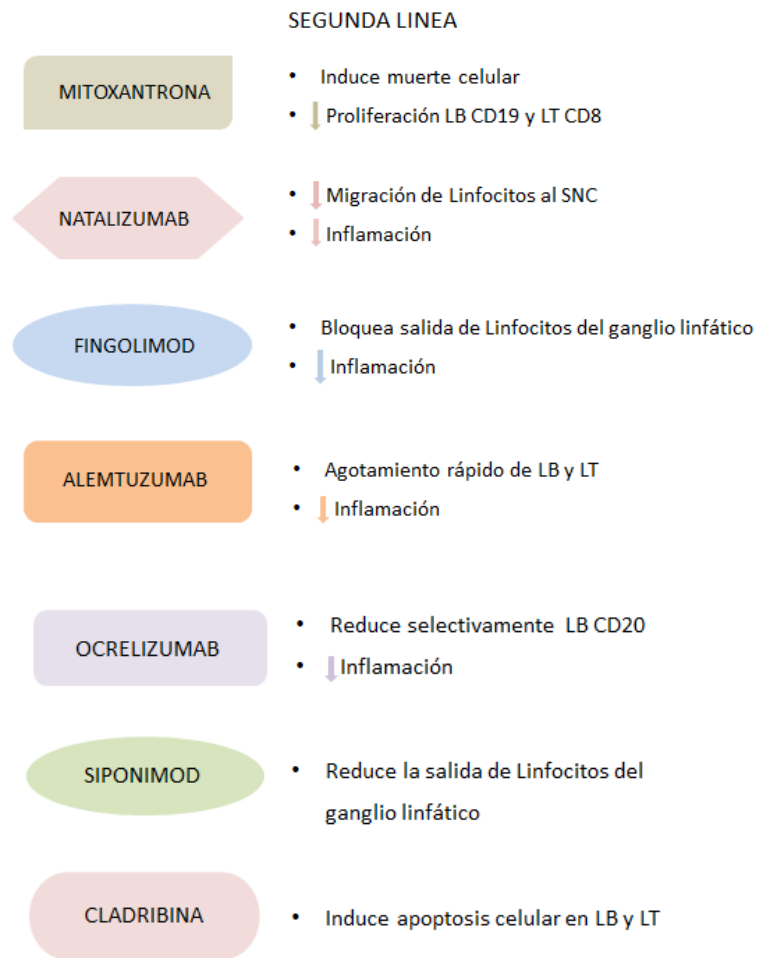 SEGUNDA LINEA
MITOXANTRONA
• Induce muerte celular
• Proliferación LB CD19 y LT CD8
NATALIZUMAB
• Migración de Linfocitos al SNC
• Inflamación
FINGOLIMOD
• Bloquea salida de Linfocitos del ganglio linfático
• Inflamación
ALEMTUZUMAB
• Agotamiento rápido de LB y LT
• Inflamación
OCRELIZUMAB
• Reduce selectivamente LB CD20
• Inflamación
SIPONIMOD
• Reduce la salida de Linfocitos del
ganglio linfático
CLADRIBINA
• Induce apoptosis celular en LB y LT